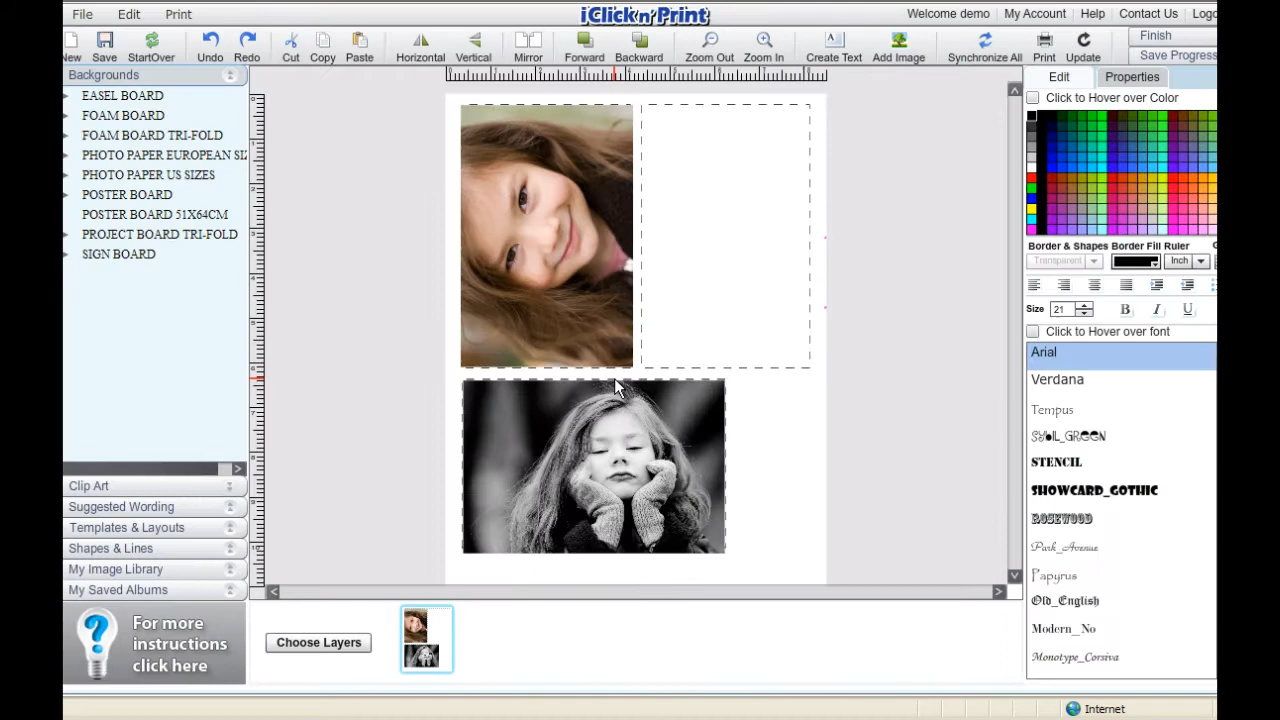 File Edit Print iClick n' Print Welcome demo My Account Help Contact Us
New Save StartOver Undo Redo Cut Copy Paste Horizontal Vertical Mirror Forward Backward Zoom Out Zoom In Create Text Add Image Synchronize All Print Update
Finish
Save Progress
Backgrounds
EASEL BOARD
FOAM BOARD
FOAM BOARD TRI-FOLD
PHOTO PAPER EUROPEAN SIZ
PHOTO PAPER US SIZES
POSTER BOARD
POSTER BOARD 51X64CM
PROJECT BOARD TRI-FOLD
SIGN BOARD
Clip Art
Suggested Wording
Templates & Layouts
Shapes & Lines
My Image Library
My Saved Albums
For more
instructions
click here
Choose Layers
Edit Properties
Click to Hover over Color
Border & Shapes Border Fill Ruler
Transparent Inch
Size 21 B I U
Click to Hover over font
Arial
Verdana
Tempus
SYBIL_GREEN
STENCIL
SHOWCARD_GOTHIC
ROSEWOOD
Park_Avenue
Papyrus
Old_English
Modern_No
Monotype_Corsiva
Internet